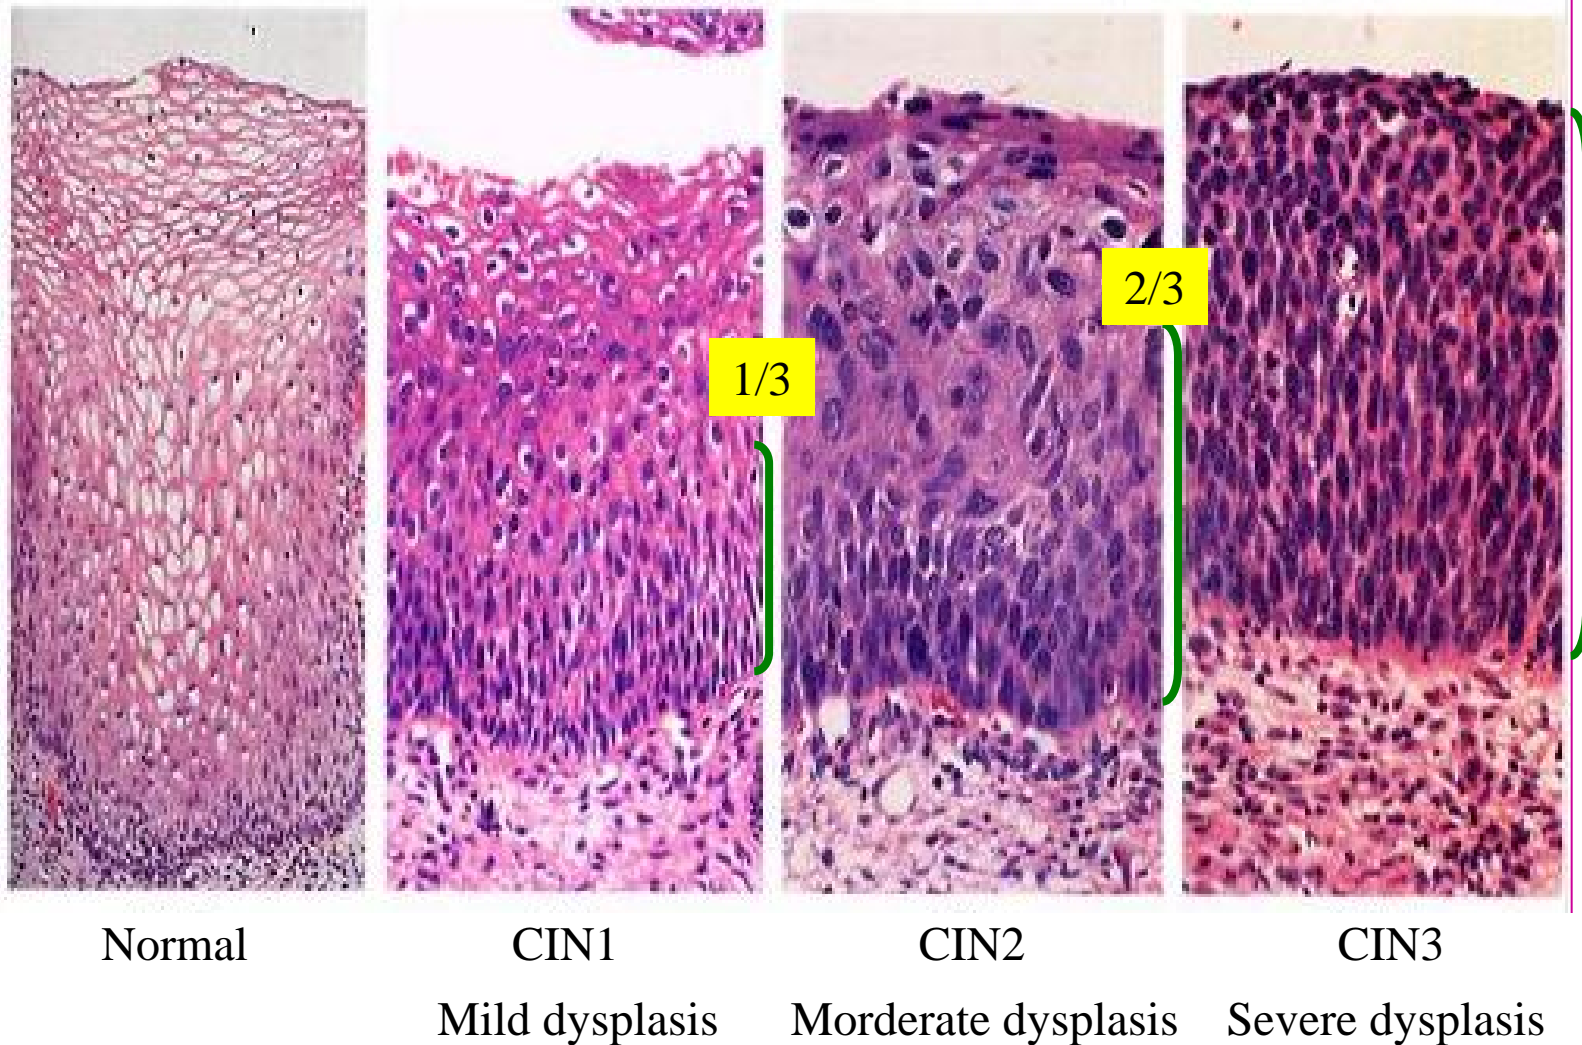 2/3
1/3
Normal CIN1 CIN2 CIN3
Mild dysplasis Morderate dysplasis Severe dysplasis